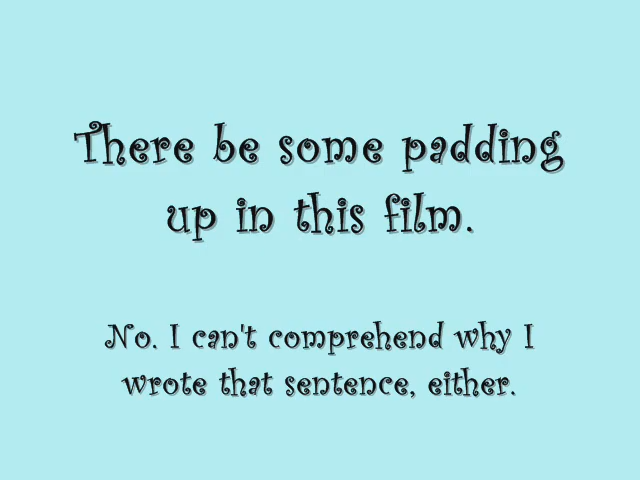 There be some padding
up in this film.
No. I can't comprehend why I
wrote that sentence, either.